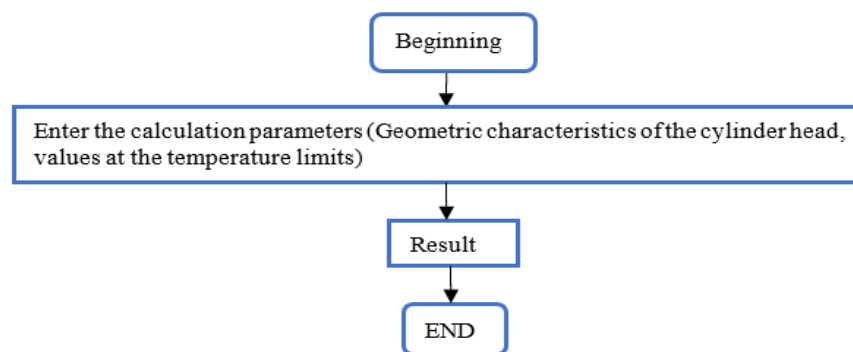 Beginning
Enter the calculation parameters (Geometric characteristics of the cylinder head,
values at the temperature limits)
Result
END